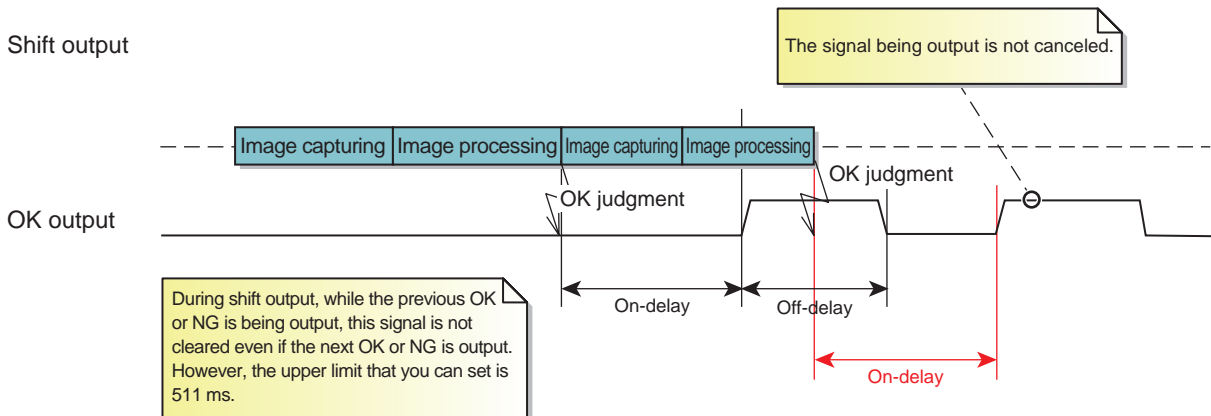 Shift output
The signal being output is not canceled.
Image capturing
Image processing
Image capturing
Image processing
OK judgment
OK judgment
OK output
During shift output, while the previous OK
or NG is being output, this signal is not
cleared even if the next OK or NG is output.
However, the upper limit that you can set is
511 ms.
On-delay
Off-delay
On-delay